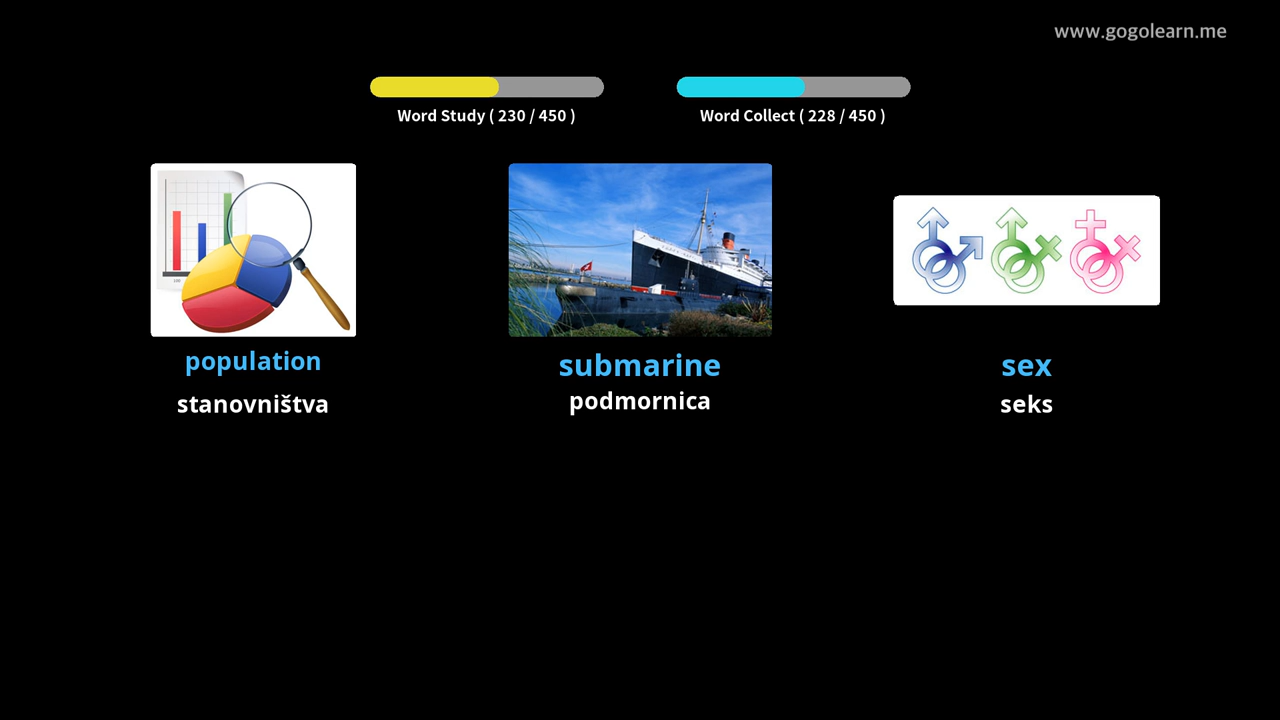 www.gogolearn.me
Word Study ( 230 / 450 )
Word Collect ( 228 / 450 )
population
submarine
sex
stanovništva
podmornica
seks